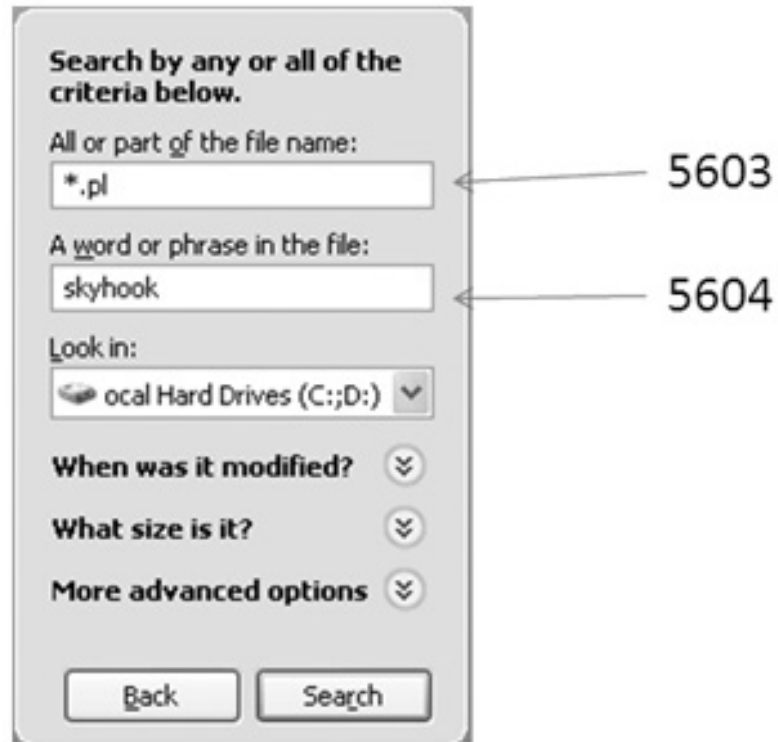 Search by any or all of the
criteria below.
All or part of the file name:
*.pl
5603
A word or phrase in the file:
skyhook
5604
Look in:
ocal Hard Drives (C:;D:)
When was it modified?
What size is it?
More advanced options
Back
Search